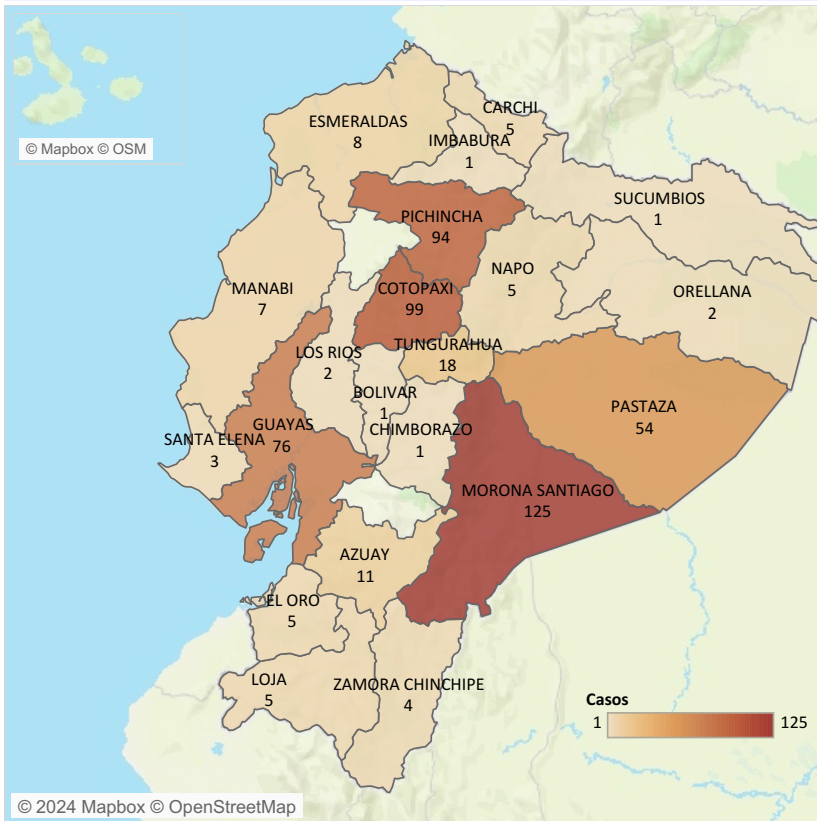 CARCHI
5
ESMERALDAS
8
IMBABURA
1
© Mapbox © OSM
SUCUMBIOS
1
PICHINCHA
94
NAPO
5
MANABI
7
COTOPAXI
99
ORELLANA
2
TUNGURAHUA
18
LOS RIOS
2
BOLIVAR
1
PASTAZA
54
GUAYAS
76
CHIMBORAZO
1
SANTA ELENA
3
MORONA SANTIAGO
125
AZUAY
11
EL ORO
5
LOJA
5
ZAMORA CHINCHIPE
4
Casos
1 125
© 2024 Mapbox © OpenStreetMap